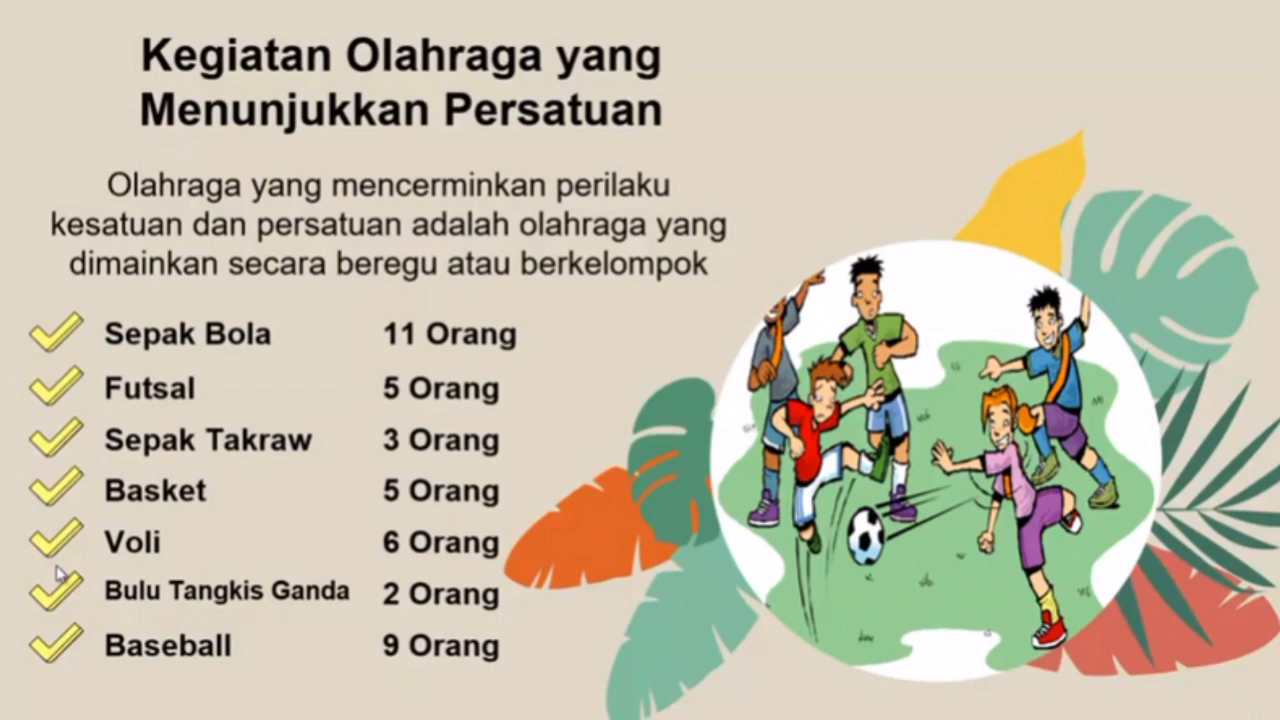 Kegiatan Olahraga yang
Menunjukkan Persatuan
Olahraga yang mencerminkan perilaku
kesatuan dan persatuan adalah olahraga yang
dimainkan secara beregu atau berkelompok
Sepak Bola 11 Orang
Futsal 5 Orang
Sepak Takraw 3 Orang
Basket 5 Orang
Voli 6 Orang
Bulu Tangkis Ganda 2 Orang
Baseball 9 Orang